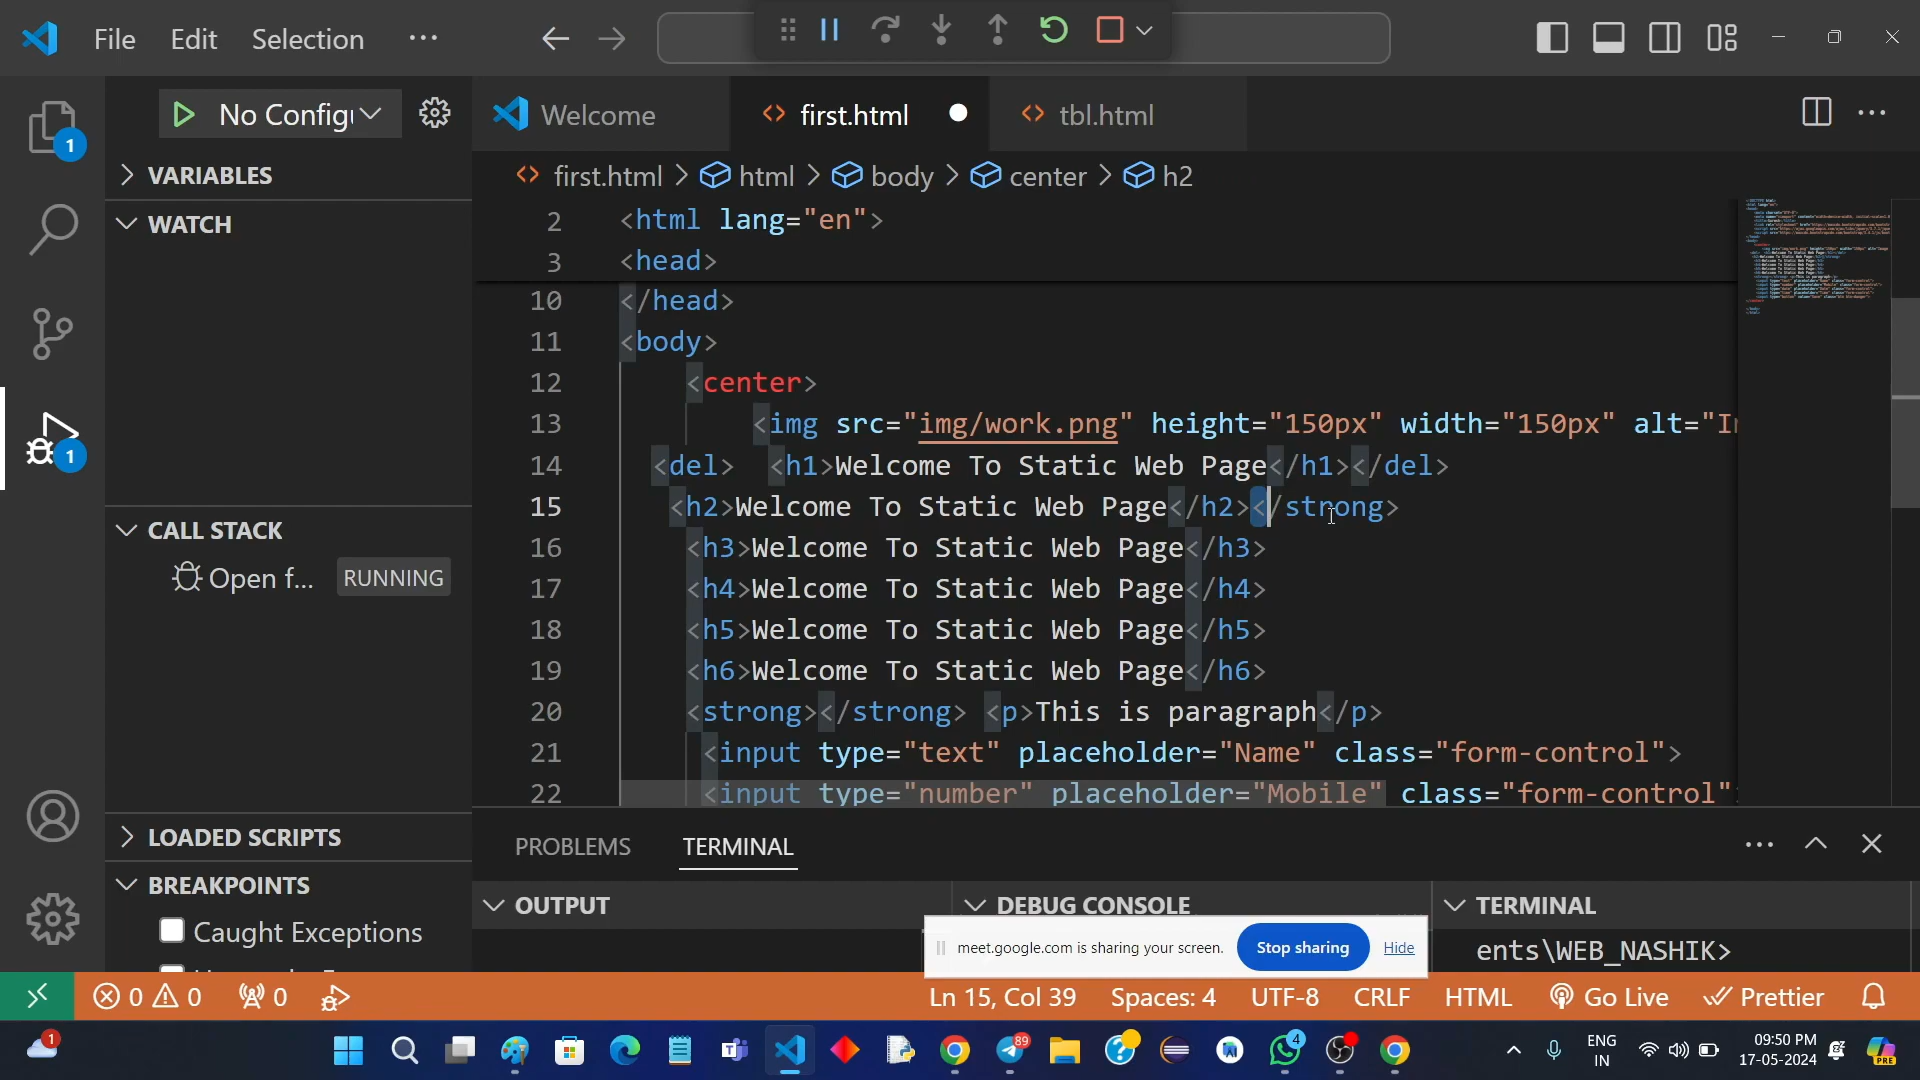 File Edit Selection ···
No Config
VARIABLES
WATCH
CALL STACK
Open f... RUNNING
LOADED SCRIPTS
BREAKPOINTS
Caught Exceptions
1
1
Welcome first.html tbl.html
first.html > html > body > center > h2
2 <html lang="en">
3 <head>
10 </head>
11 <body>
12 <center>
13 <img src="img/work.png" height="150px" width="150px" alt="I
14 <del> <h1>Welcome To Static Web Page</h1></del>
15 <h2>Welcome To Static Web Page</h2></strong>
16 <h3>Welcome To Static Web Page</h3>
17 <h4>Welcome To Static Web Page</h4>
18 <h5>Welcome To Static Web Page</h5>
19 <h6>Welcome To Static Web Page</h6>
20 <strong></strong> <p>This is paragraph</p>
21 <input type="text" placeholder="Name" class="form-control">
22 <input type="number" placeholder="Mobile" class="form-control"
PROBLEMS TERMINAL
OUTPUT DEBUG CONSOLE TERMINAL
ents\WEB_NASHIK>
meet.google.com is sharing your screen. Stop sharing Hide
0 0 0 Ln 15, Col 39 Spaces: 4 UTF-8 CRLF HTML Go Live Prettier
1 89 4 ENG
IN
09:50 PM
17-05-2024
PRE